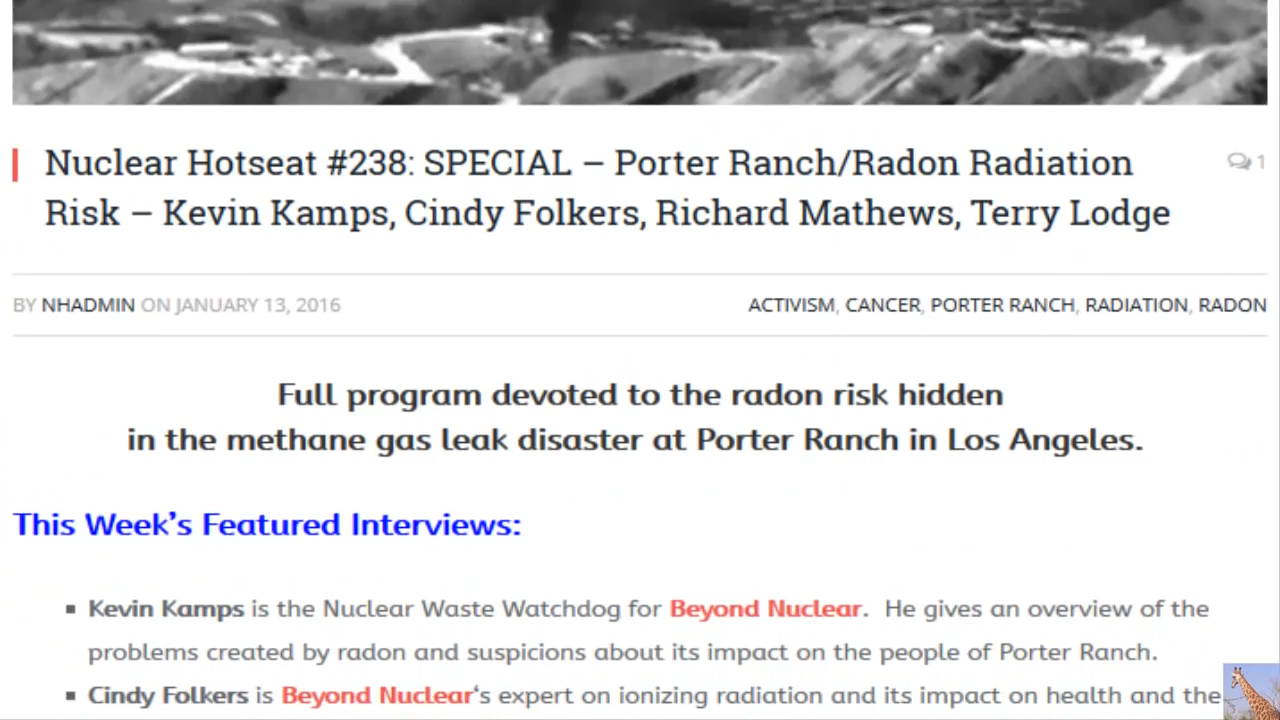 Nuclear Hotseat #238: SPECIAL – Porter Ranch/Radon Radiation
Risk – Kevin Kamps, Cindy Folkers, Richard Mathews, Terry Lodge
1
BY NHADMIN ON JANUARY 13, 2016
ACTIVISM, CANCER, PORTER RANCH, RADIATION, RADON
Full program devoted to the radon risk hidden
in the methane gas leak disaster at Porter Ranch in Los Angeles.
This Week’s Featured Interviews:
▪ Kevin Kamps is the Nuclear Waste Watchdog for Beyond Nuclear.  He gives an overview of the
problems created by radon and suspicions about its impact on the people of Porter Ranch.
▪ Cindy Folkers is Beyond Nuclear‘s expert on ionizing radiation and its impact on health and the